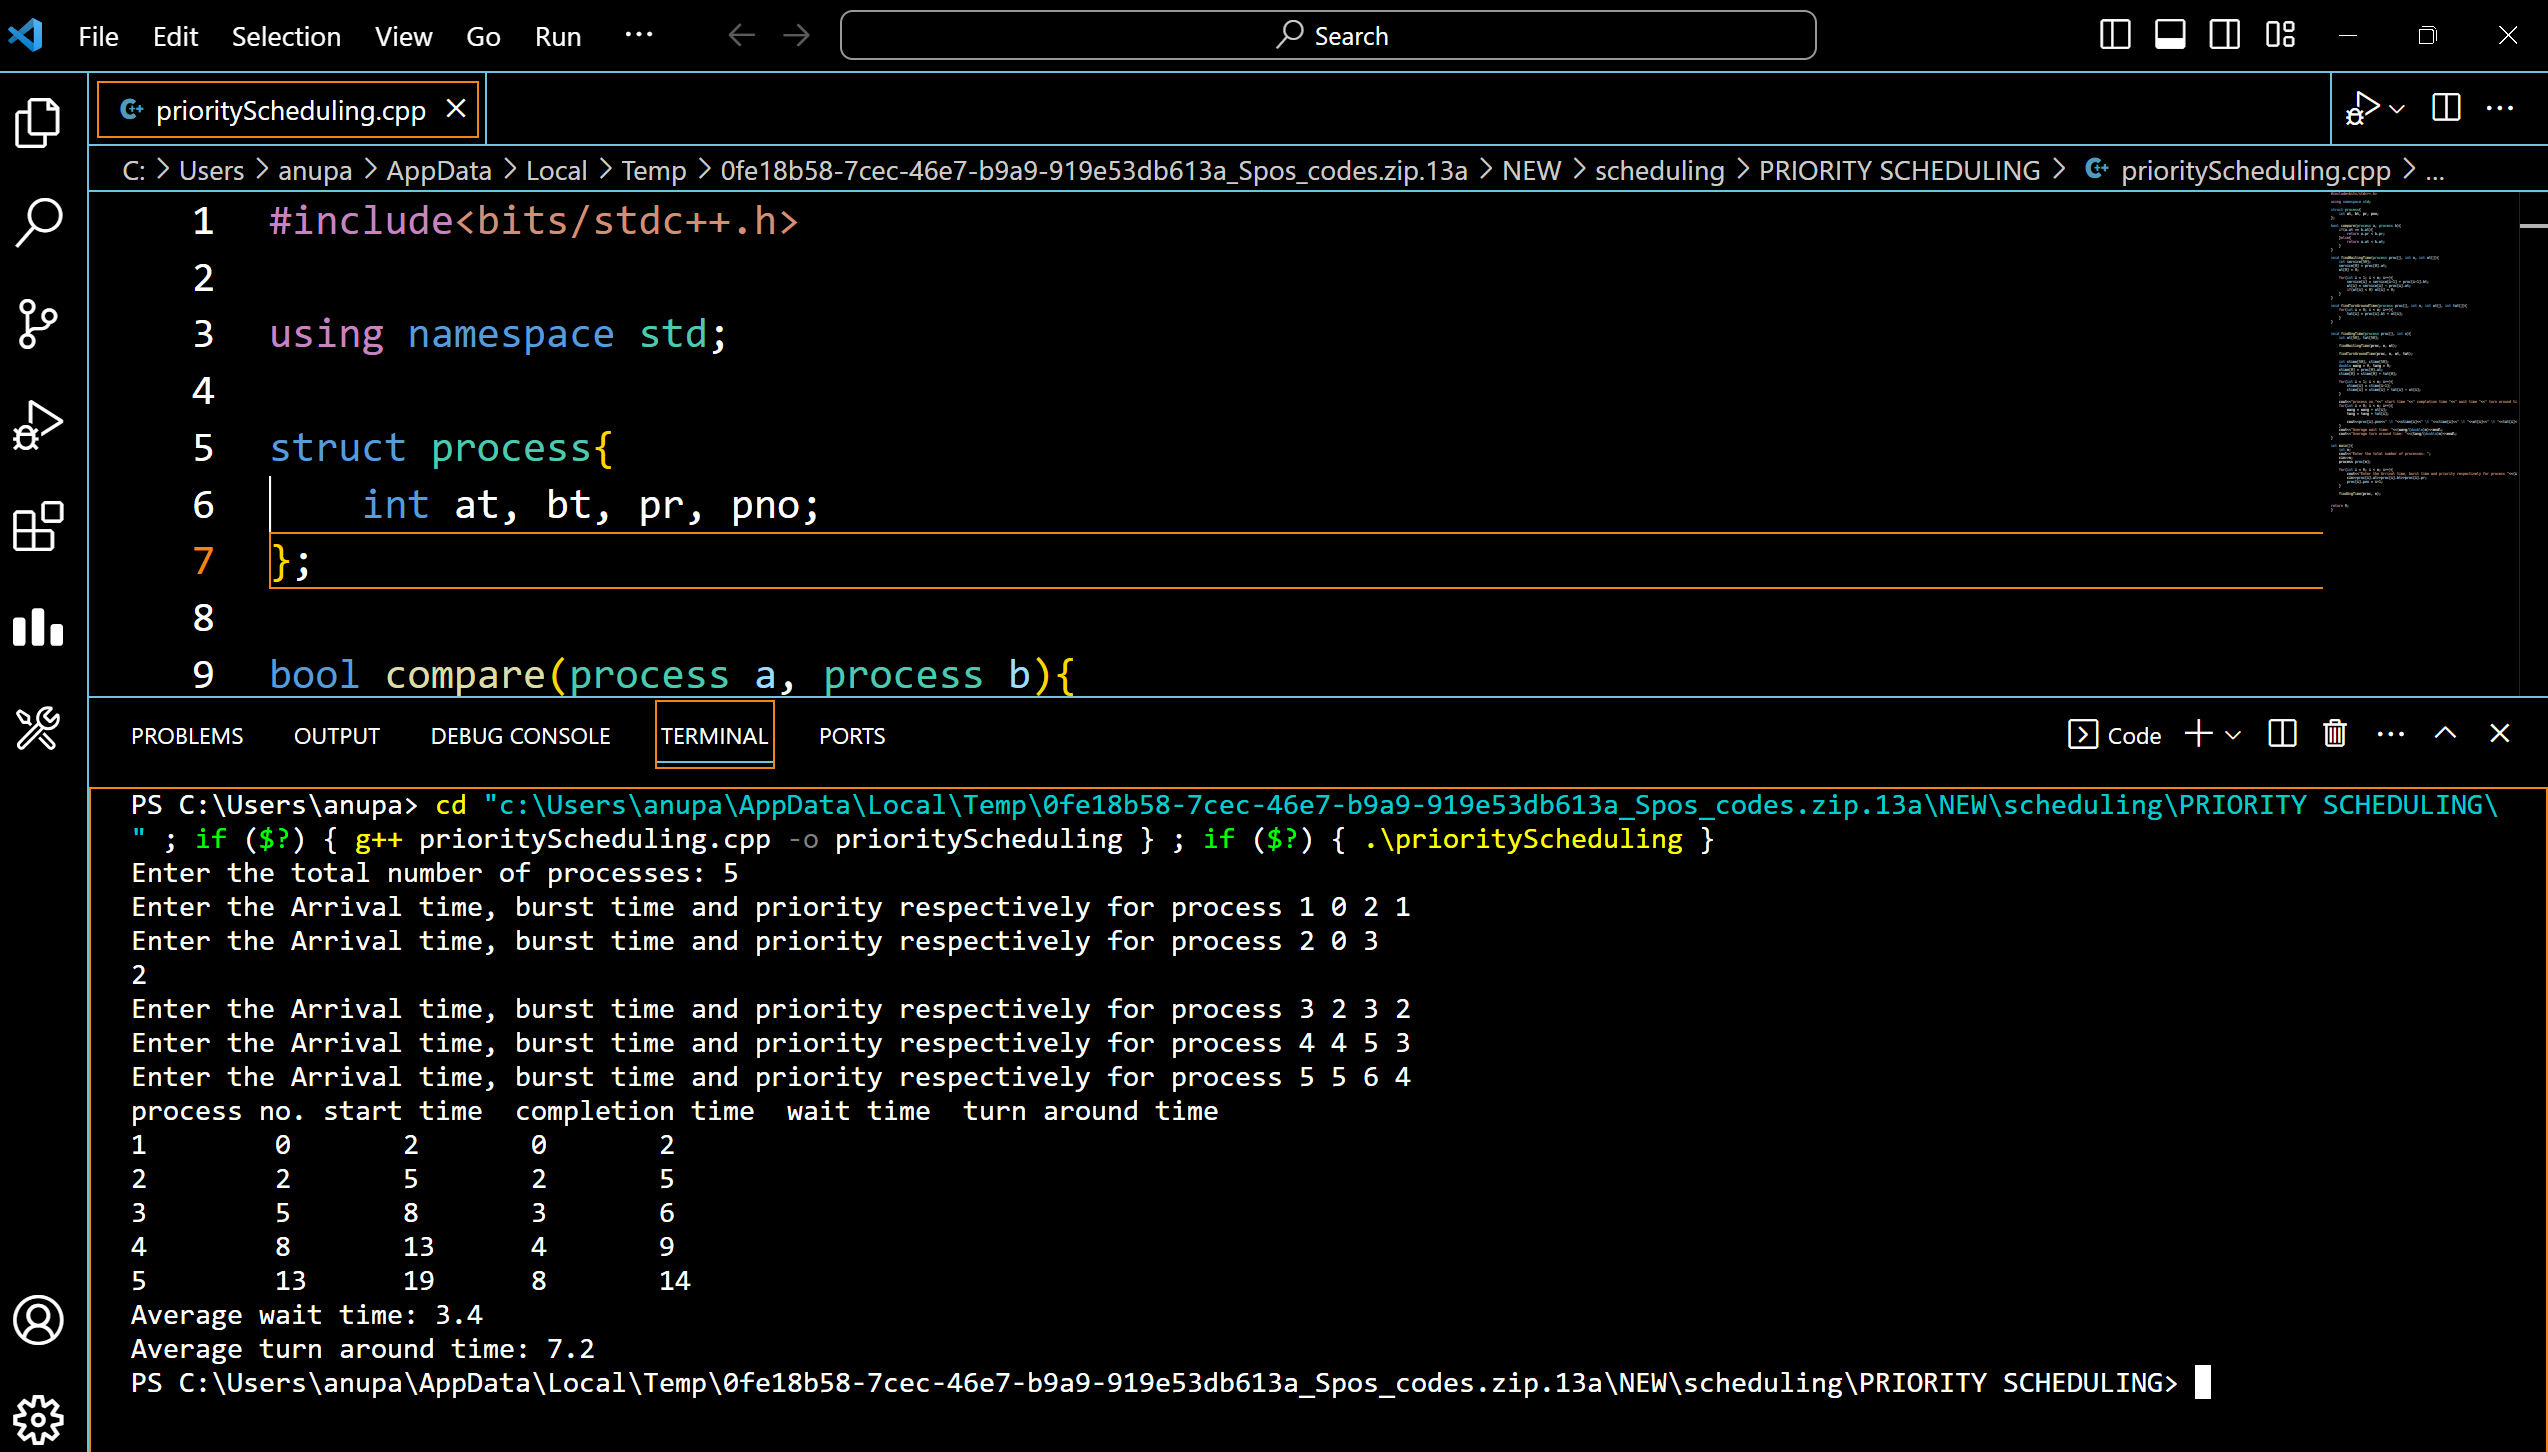 File Edit Selection View Go Run ··· Search
priorityScheduling.cpp
C: > Users > anupa > AppData > Local > Temp > 0fe18b58-7cec-46e7-b9a9-919e53db613a_Spos_codes.zip.13a > NEW > scheduling > PRIORITY SCHEDULING > priorityScheduling.cpp > ...
1 #include<bits/stdc++.h>
2
3 using namespace std;
4
5 struct process{
6     int at, bt, pr, pno;
7 };
8
9 bool compare(process a, process b){
PROBLEMS OUTPUT DEBUG CONSOLE TERMINAL PORTS Code
PS C:\Users\anupa> cd "c:\Users\anupa\AppData\Local\Temp\0fe18b58-7cec-46e7-b9a9-919e53db613a_Spos_codes.zip.13a\NEW\scheduling\PRIORITY SCHEDULING\
" ; if ($?) { g++ priorityScheduling.cpp -o priorityScheduling } ; if ($?) { .\priorityScheduling }
Enter the total number of processes: 5
Enter the Arrival time, burst time and priority respectively for process 1 0 2 1
Enter the Arrival time, burst time and priority respectively for process 2 0 3
2
Enter the Arrival time, burst time and priority respectively for process 3 2 3 2
Enter the Arrival time, burst time and priority respectively for process 4 4 5 3
Enter the Arrival time, burst time and priority respectively for process 5 5 6 4
process no. start time  completion time  wait time  turn around time
1        0       2       0       2
2        2       5       2       5
3        5       8       3       6
4        8       13      4       9
5        13      19      8       14
Average wait time: 3.4
Average turn around time: 7.2
PS C:\Users\anupa\AppData\Local\Temp\0fe18b58-7cec-46e7-b9a9-919e53db613a_Spos_codes.zip.13a\NEW\scheduling\PRIORITY SCHEDULING>